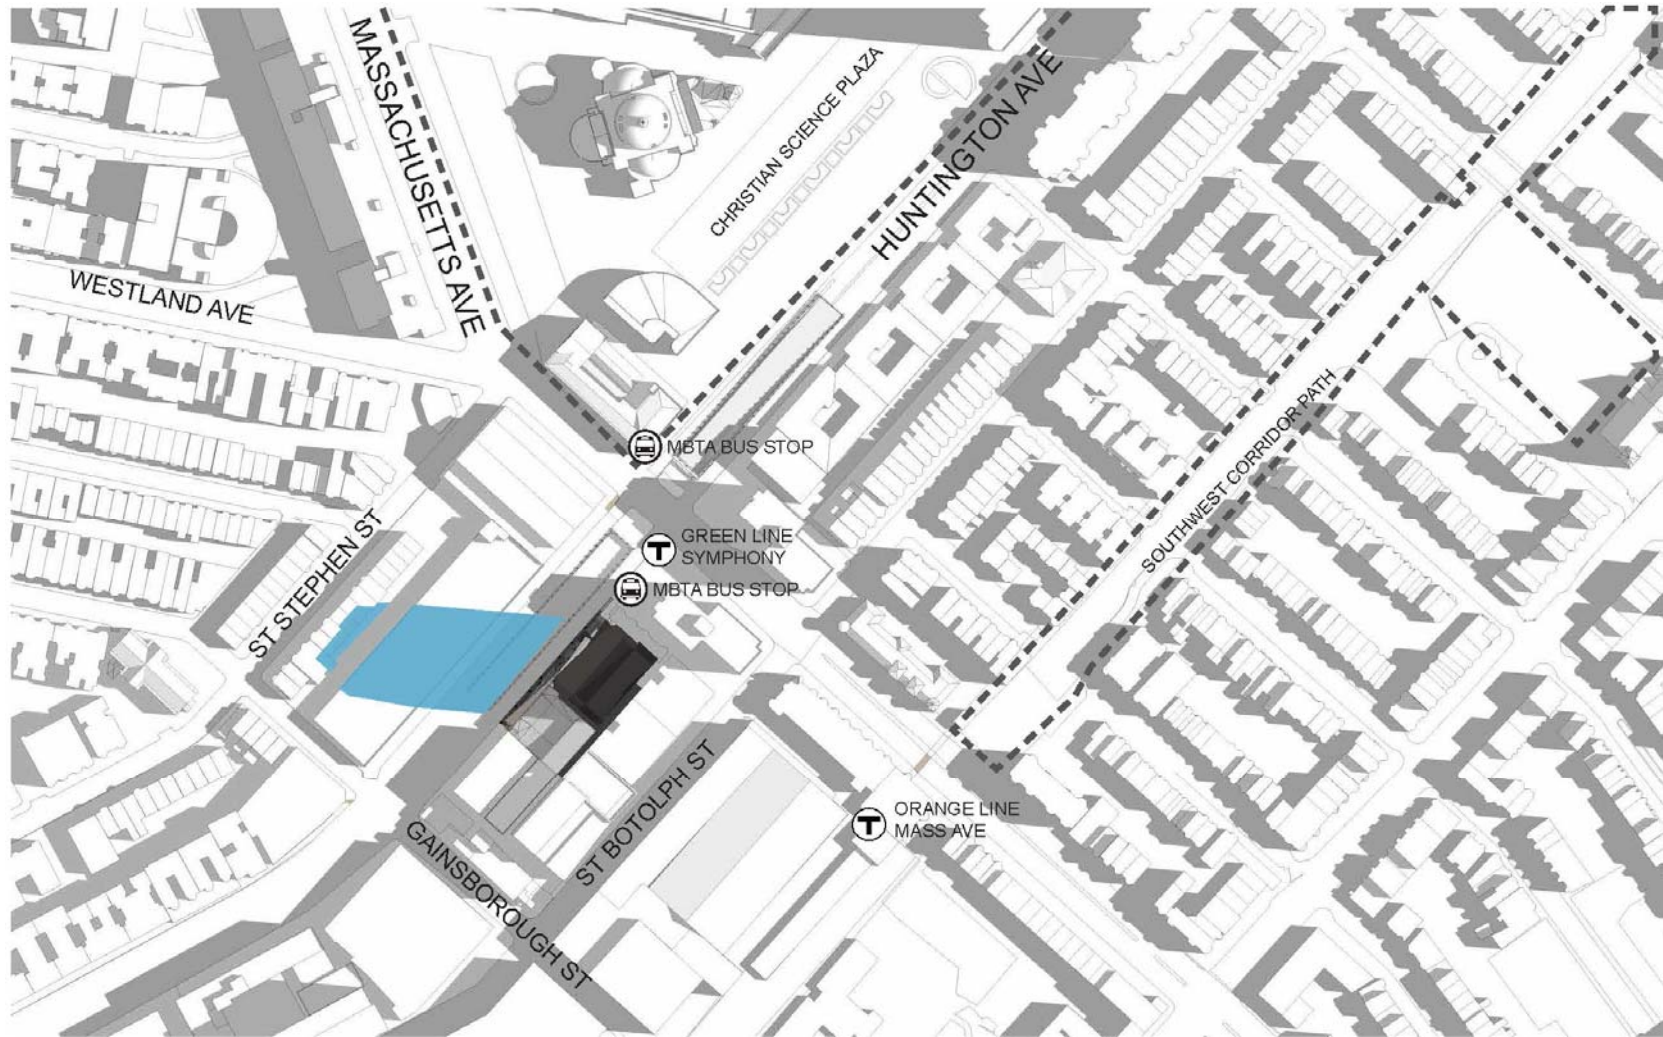 MASSACHUSETTS AVE
CHRISTIAN SCIENCE PLAZA
HUNTINGTON AVE
WESTLAND AVE
SOUTHWEST CORRIDOR PATH
MBTA BUS STOP
ST STEPHEN ST
GREEN LINE
SYMPHONY
MBTA BUS STOP
ST BOTOLPH ST
GAINSBOROUGH ST
ORANGE LINE
MASS AVE
T
T